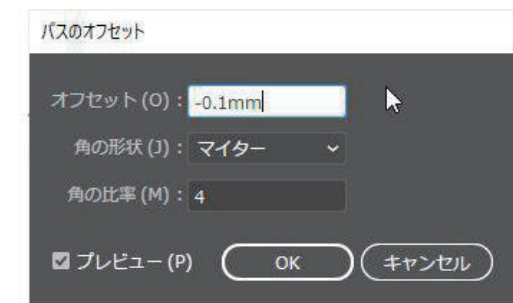 パスのオフセット
オフセット (O) : -0.1mm
角の形状 (J) : マイター
角の比率 (M) : 4
プレビュー (P)
OK
キャンセル